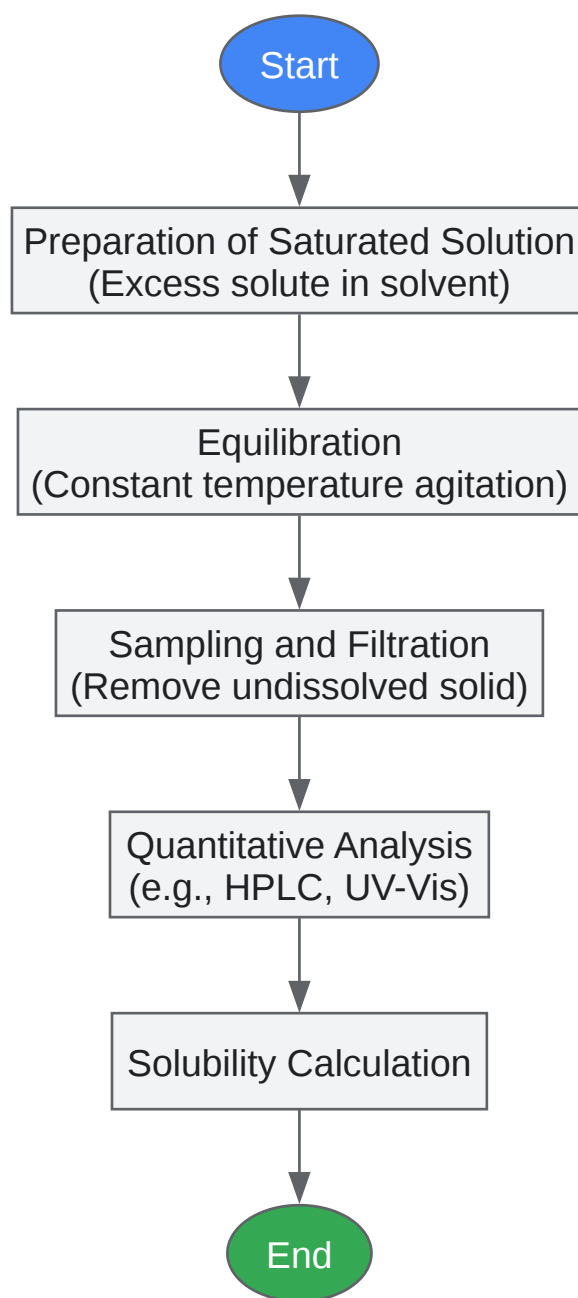 Start
Preparation of Saturated Solution
(Excess solute in solvent)
Equilibration
(Constant temperature agitation)
Sampling and Filtration
(Remove undissolved solid)
Quantitative Analysis
(e.g., HPLC, UV-Vis)
Solubility Calculation
End